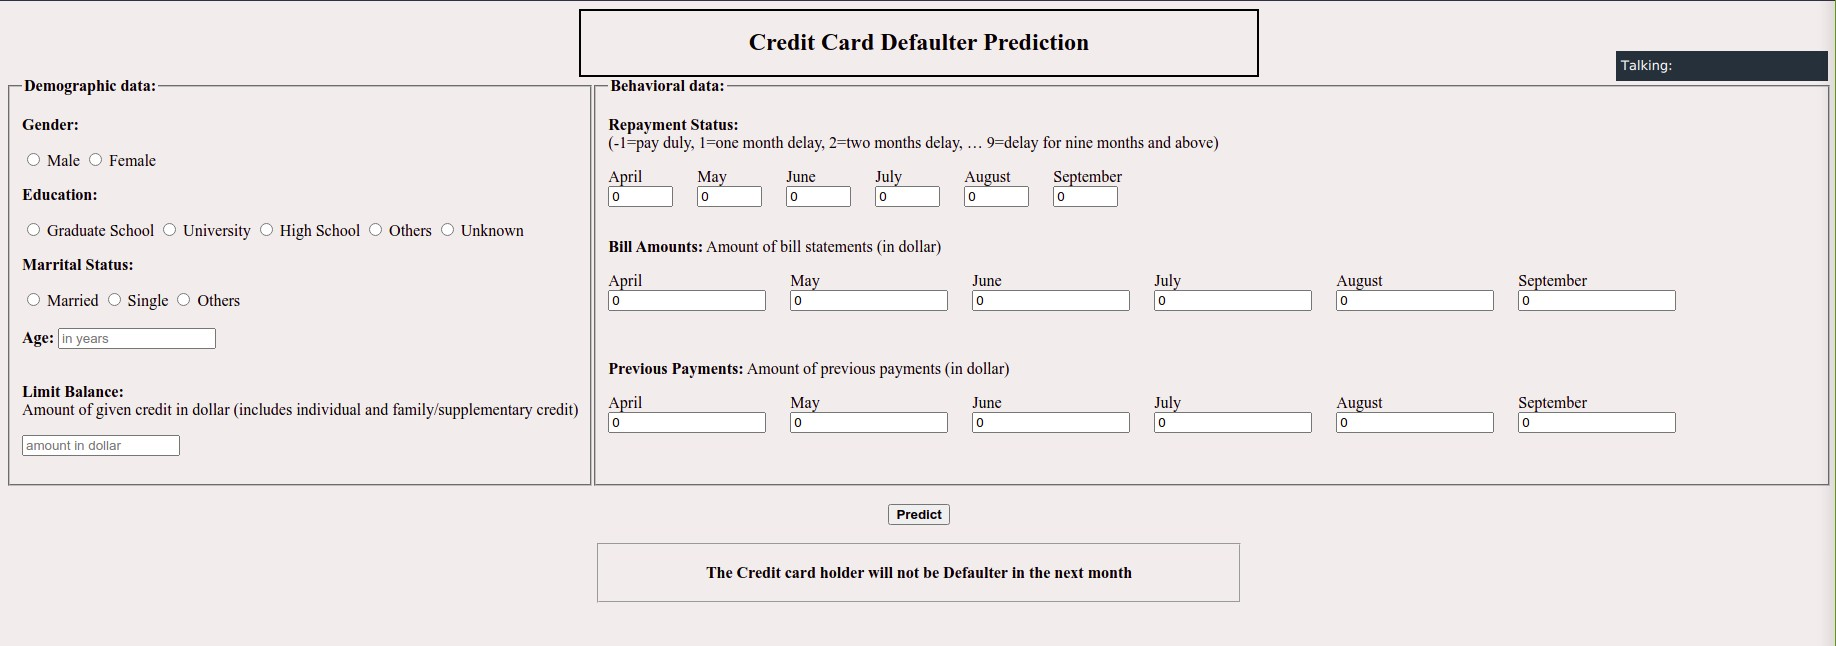 Credit Card Defaulter Prediction
Talking:
Demographic data:
Gender:
Male Female
Education:
Graduate School University High School Others Unknown
Marrital Status:
Married Single Others
Age: in years
Limit Balance:
Amount of given credit in dollar (includes individual and family/supplementary credit)
amount in dollar
Behavioral data:
Repayment Status:
(-1=pay duly, 1=one month delay, 2=two months delay, … 9=delay for nine months and above)
April May June July August September
0 0 0 0 0 0
Bill Amounts: Amount of bill statements (in dollar)
April May June July August September
0 0 0 0 0 0
Previous Payments: Amount of previous payments (in dollar)
April May June July August September
0 0 0 0 0 0
Predict
The Credit card holder will not be Defaulter in the next month